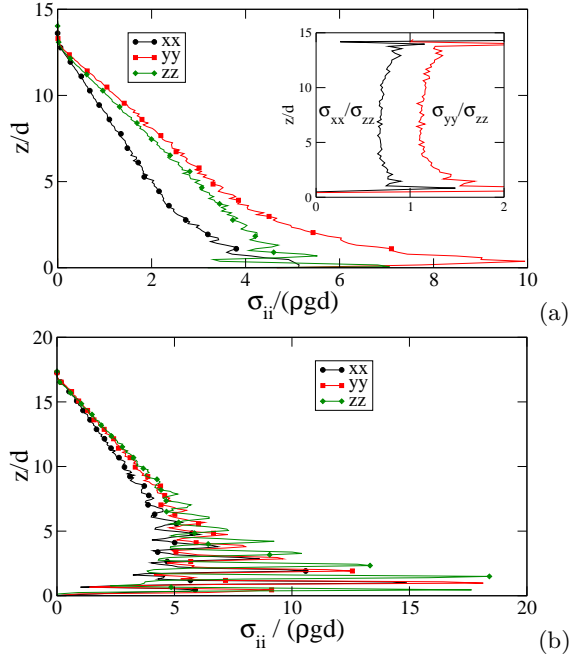 15
10
5
0
z/d
xx
yy
zz
15
10
5
0
z/d
σxx/σzz
σyy/σzz
0 1 2
0 2 4 6 8 10
σii/(ρgd)
(a)
20
15
10
5
0
z/d
xx
yy
zz
0 5 10 15 20
σii / (ρgd)
(b)